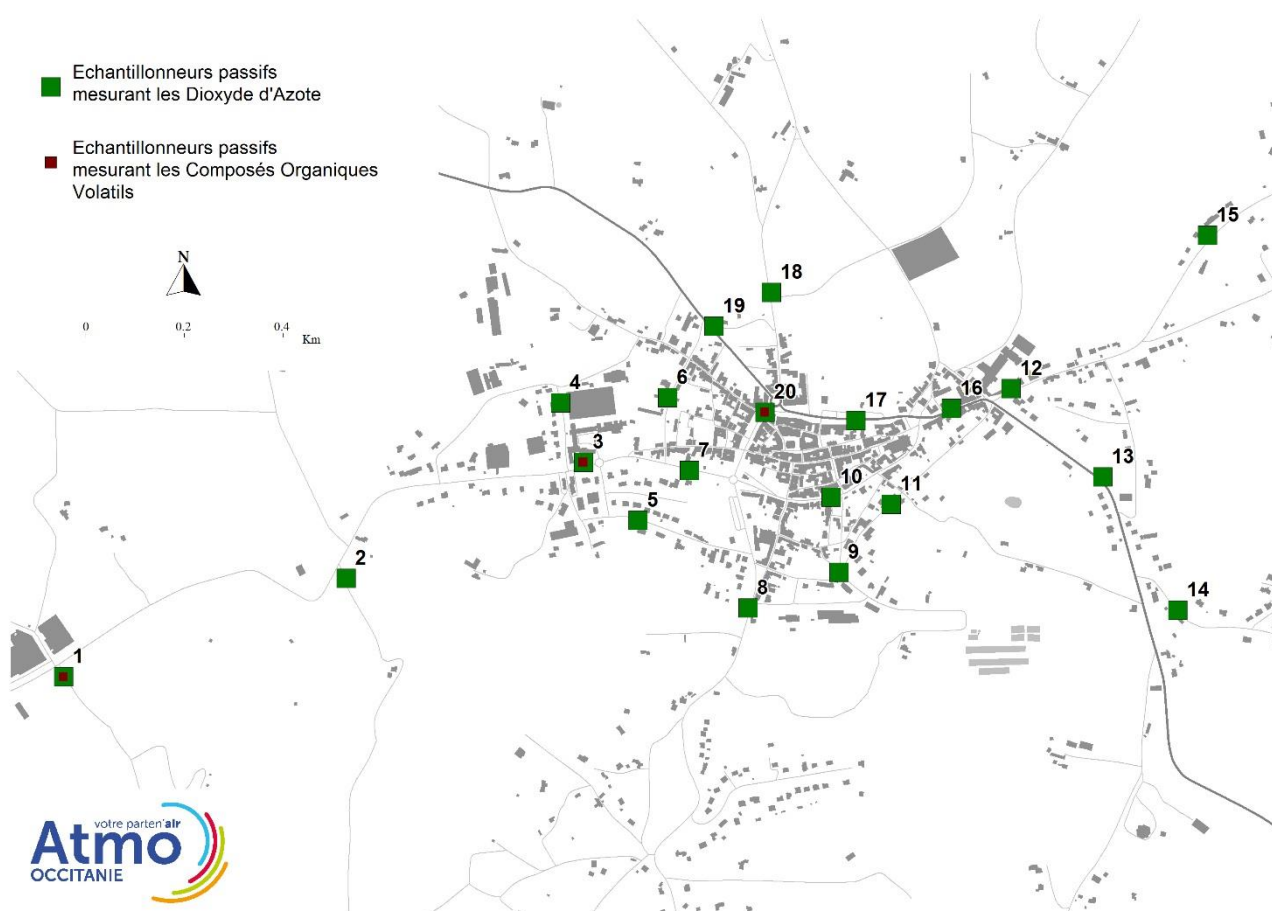 Echantillonneurs passifs
mesurant les Dioxyde d'Azote
Echantillonneurs passifs
mesurant les Composés Organiques
Volatils
N
0 0.2 0.4
Km
15
18
19
4
6
20
17
16
12
3
7
13
10
11
5
2
9
8
14
1
votre parten'air
Atmo
OCCITANIE